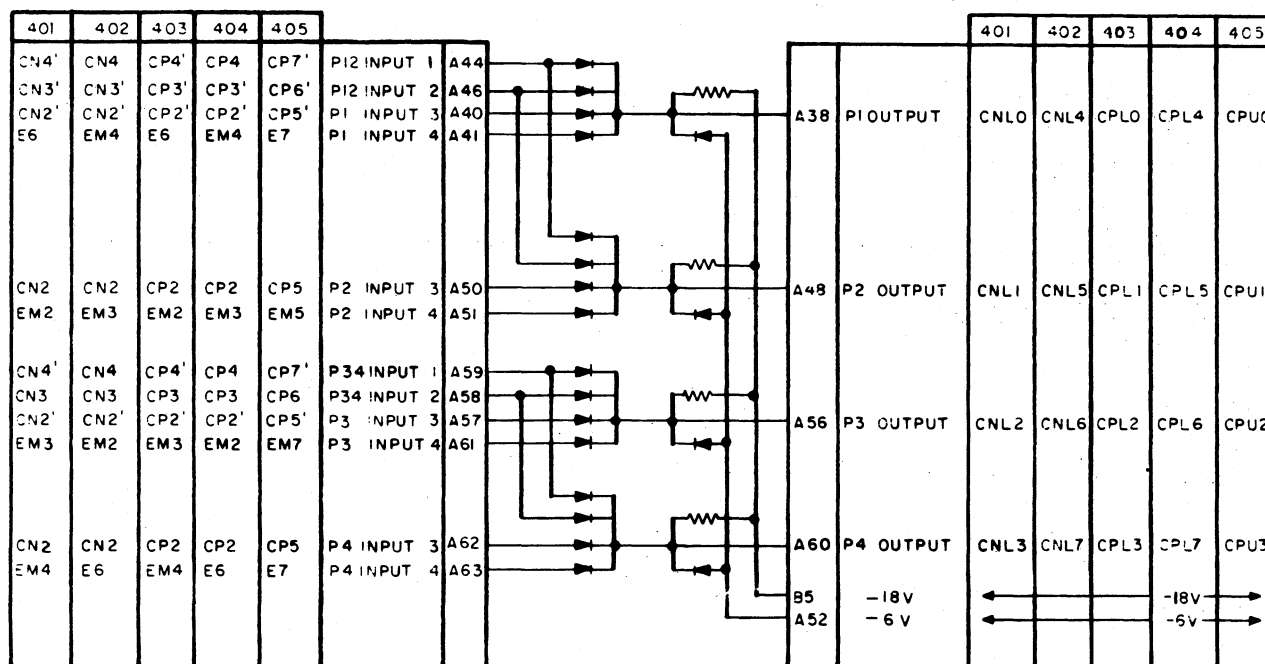 401 402 403 404 405 401 402 403 404 405
CN4' CN4 CP4' CP4 CP7' P12 INPUT 1 A44
CN3' CN3' CP3' CP3' CP6' P12 INPUT 2 A46
CN2' CN2' CP2' CP2' CP5' P1 INPUT 3 A40 A38 P1 OUTPUT CNL0 CNL4 CPL0 CPL4 CPU0
E6 EM4 E6 EM4 E7 P1 INPUT 4 A41
CN2 CN2 CP2 CP2 CP5 P2 INPUT 3 A50 A48 P2 OUTPUT CNL1 CNL5 CPL1 CPL5 CPU1
EM2 EM3 EM2 EM3 EM5 P2 INPUT 4 A51
CN4' CN4 CP4' CP4 CP7' P34 INPUT 1 A59
CN3 CN3 CP3 CP3 CP6 P34 INPUT 2 A58
CN2' CN2' CP2' CP2' CP5' P3 INPUT 3 A57 A56 P3 OUTPUT CNL2 CNL6 CPL2 CPL6 CPU2
EM3 EM2 EM3 EM2 EM7 P3 INPUT 4 A61
CN2 CN2 CP2 CP2 CP5 P4 INPUT 3 A62 A60 P4 OUTPUT CNL3 CNL7 CPL3 CPL7 CPU3
EM4 E6 EM4 E6 E7 P4 INPUT 4 A63
B5 -18V -18V
A52 -6V -6V